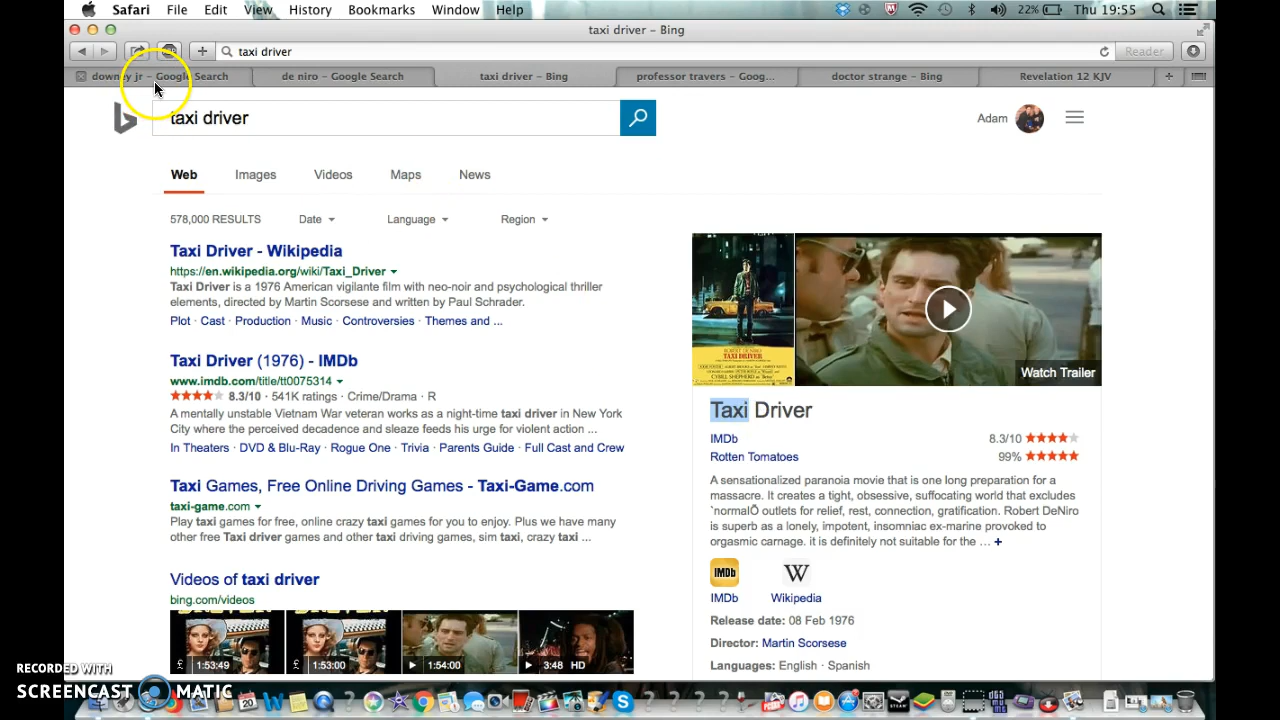 Safari File Edit View History Bookmarks Window Help 22% Thu 19:55
taxi driver – Bing
taxi driver Reader
downey jr – Google Search de niro – Google Search taxi driver – Bing professor travers – Goog... doctor strange – Bing Revelation 12 KJV
taxi driver Adam
Web Images Videos Maps News
578,000 RESULTS Date Language Region
Taxi Driver - Wikipedia
https://en.wikipedia.org/wiki/Taxi_Driver
Taxi Driver is a 1976 American vigilante film with neo-noir and psychological thriller
elements, directed by Martin Scorsese and written by Paul Schrader.
Plot · Cast · Production · Music · Controversies · Themes and ...
Taxi Driver (1976) - IMDb
www.imdb.com/title/tt0075314
8.3/10 · 541K ratings · Crime/Drama · R
A mentally unstable Vietnam War veteran works as a night-time taxi driver in New York
City where the perceived decadence and sleaze feeds his urge for violent action ...
In Theaters · DVD & Blu-Ray · Rogue One · Trivia · Parents Guide · Full Cast and Crew
Taxi Games, Free Online Driving Games - Taxi-Game.com
taxi-game.com
Play taxi games for free, online crazy taxi games for you to enjoy. Plus we have many
other free Taxi driver games and other taxi driving games, sim taxi, crazy taxi ...
Videos of taxi driver
bing.com/videos
£ 1:53:49 £ 1:53:00 1:54:00 3:48 HD
TAXI DRIVER
Watch Trailer
Taxi Driver
IMDb 8.3/10
Rotten Tomatoes 99%
A sensationalized paranoia movie that is one long preparation for a
massacre. It creates a tight, obsessive, suffocating world that excludes
`normalÕ outlets for relief, rest, connection, gratification. Robert DeNiro
is superb as a lonely, impotent, insomniac ex-marine provoked to
orgasmic carnage. it is definitely not suitable for the ... +
IMDb W
IMDb Wikipedia
Release date: 08 Feb 1976
Director: Martin Scorsese
Languages: English · Spanish
RECORDED WITH
SCREENCAST MATIC